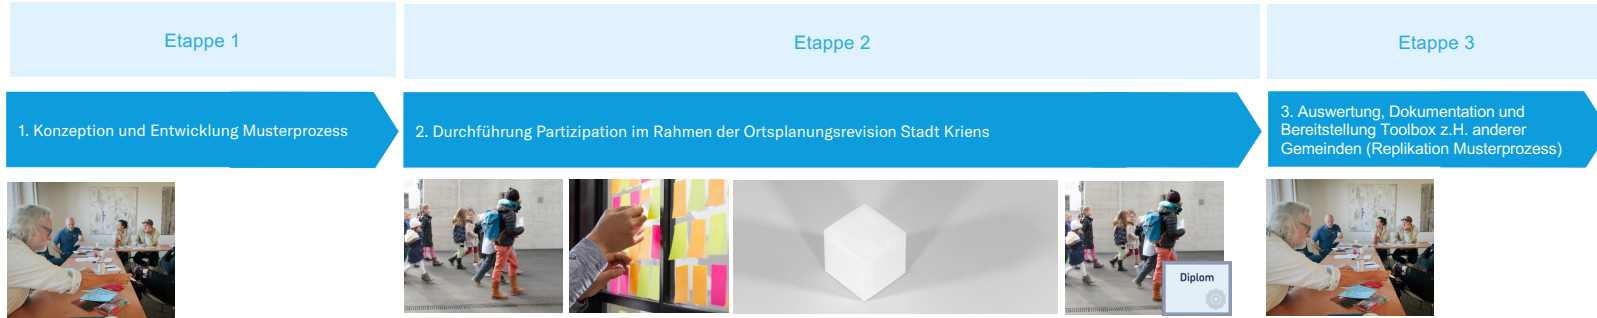 Etappe 1
Etappe 2
Etappe 3
1. Konzeption und Entwicklung Musterprozess
2. Durchführung Partizipation im Rahmen der Ortsplanungsrevision Stadt Kriens
3. Auswertung, Dokumentation und
Bereitstellung Toolbox z.H. anderer
Gemeinden (Replikation Musterprozess)
Diplom